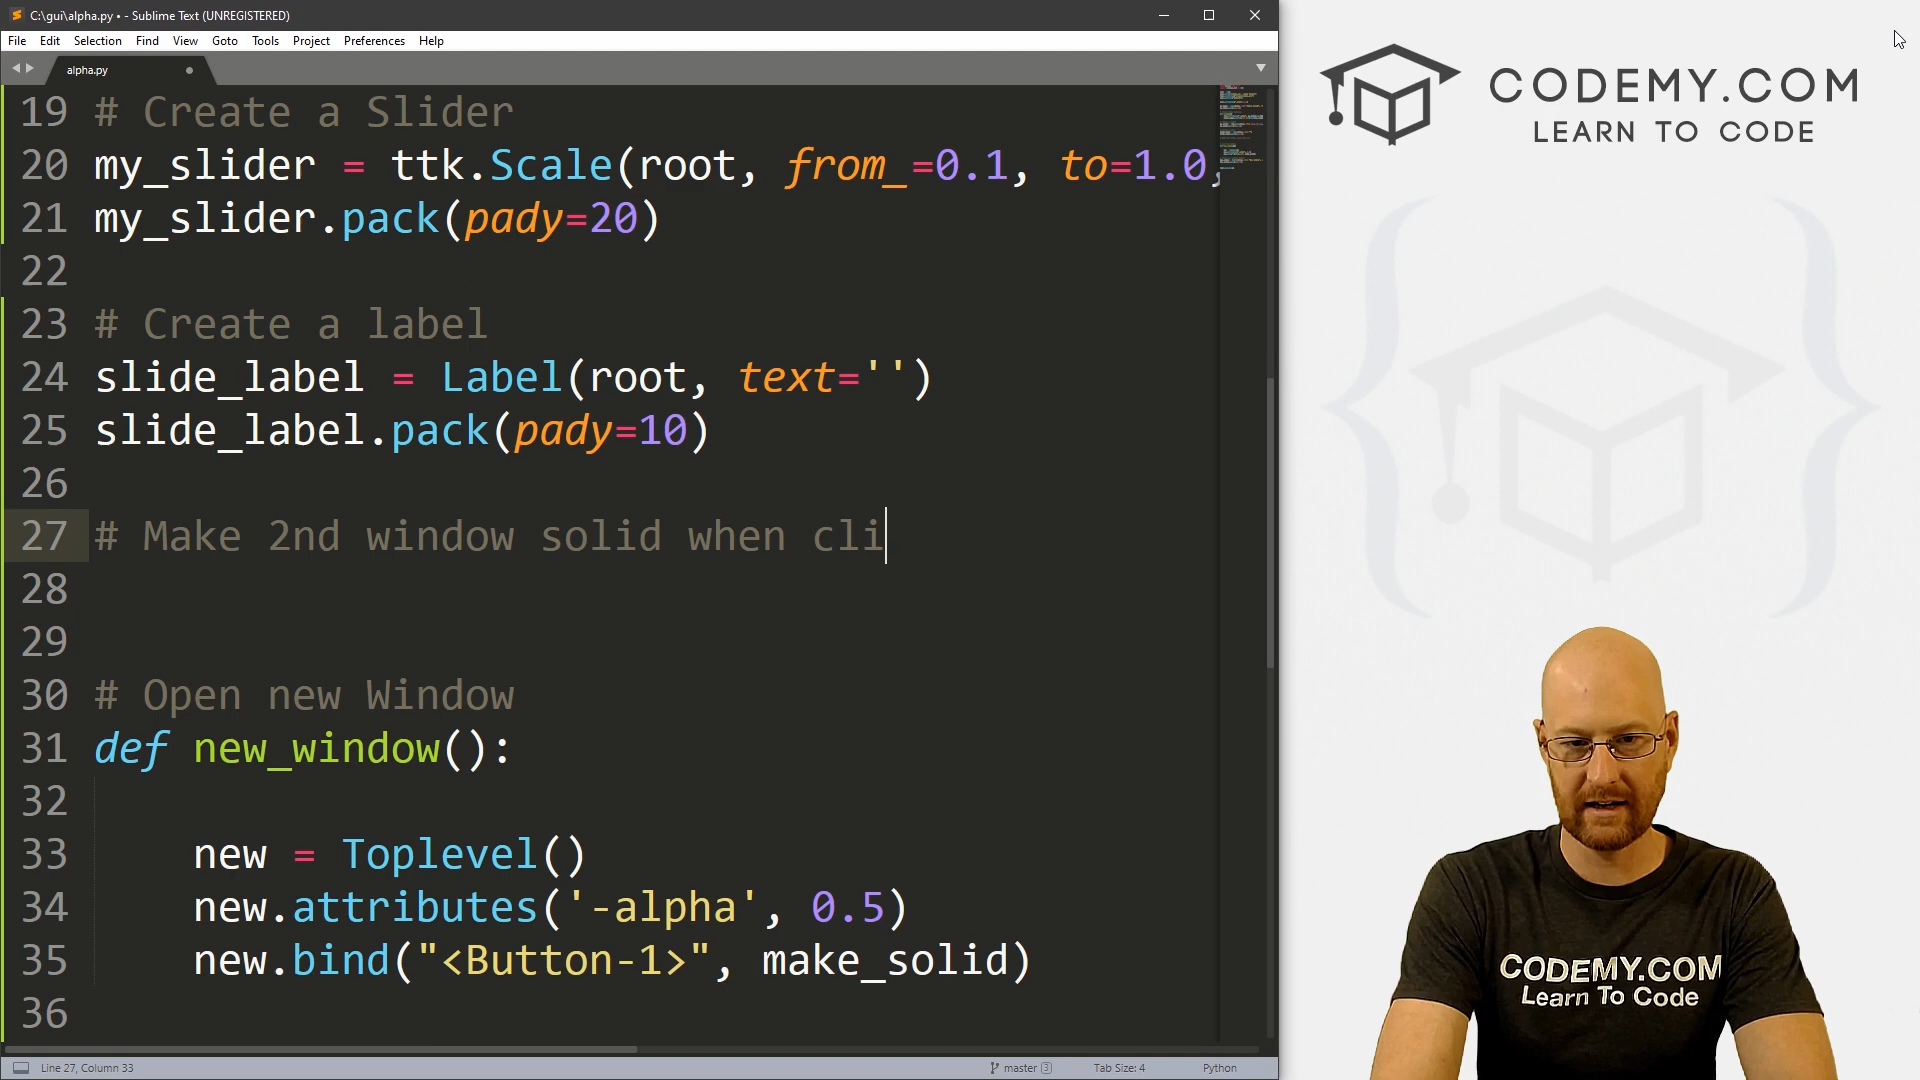 C:\gui\alpha.py • - Sublime Text (UNREGISTERED)
File Edit Selection Find View Goto Tools Project Preferences Help
alpha.py
19 # Create a Slider
20 my_slider = ttk.Scale(root, from_=0.1, to=1.0,
21 my_slider.pack(pady=20)
22
23 # Create a label
24 slide_label = Label(root, text='')
25 slide_label.pack(pady=10)
26
27 # Make 2nd window solid when cli
28
29
30 # Open new Window
31 def new_window():
32
33 new = Toplevel()
34 new.attributes('-alpha', 0.5)
35 new.bind("<Button-1>", make_solid)
36
Line 27, Column 33 master 3 Tab Size: 4 Python
CODEMY.COM
LEARN TO CODE
CODEMY.COM
Learn To Code